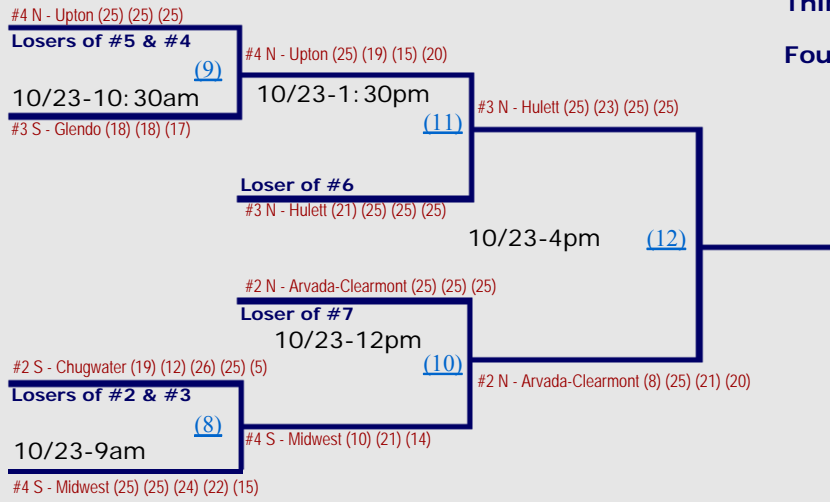 Thi
#4 N - Upton (25) (25) (25)
Losers of #5 & #4
#4 N - Upton (25) (19) (15) (20)
Fou
(9)
10/23-10:30am
10/23-1:30pm
#3 N - Hulett (25) (23) (25) (25)
#3 S - Glendo (18) (18) (17)
(11)
Loser of #6
#3 N - Hulett (21) (25) (25) (25)
10/23-4pm
(12)
#2 N - Arvada-Clearmont (25) (25) (25)
Loser of #7
10/23-12pm
#2 S - Chugwater (19) (12) (26) (25) (5)
(10)
Losers of #2 & #3
#2 N - Arvada-Clearmont (8) (25) (21) (20)
(8)
#4 S - Midwest (10) (21) (14)
10/23-9am
#4 S - Midwest (25) (25) (24) (22) (15)